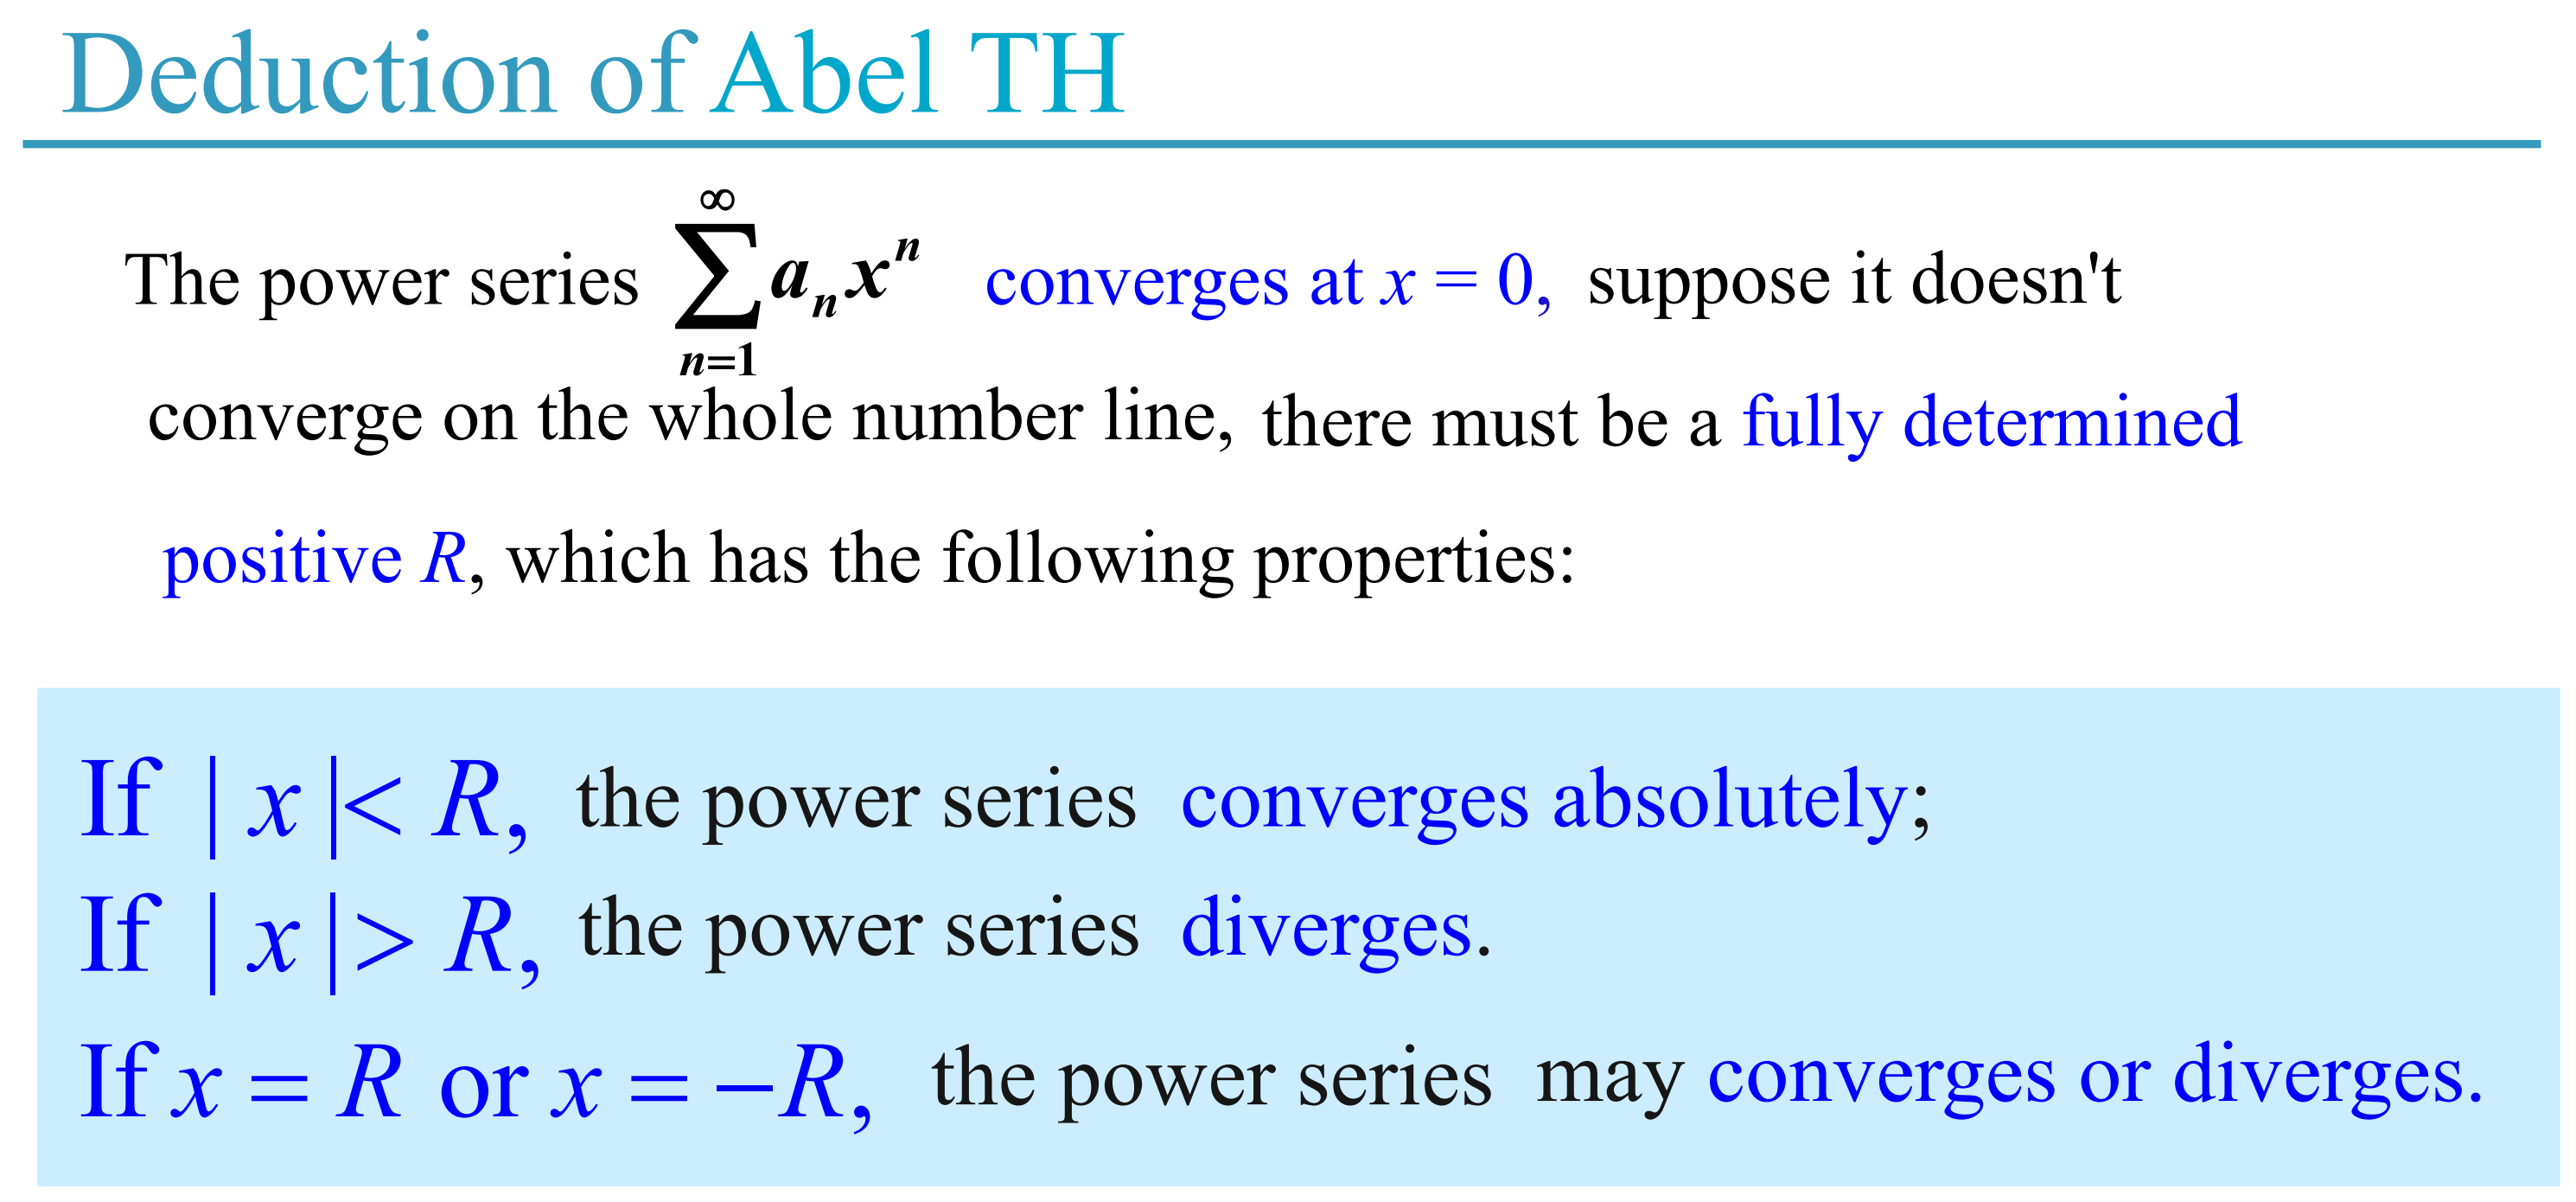 Deduction of Abel TH
The power series $\sum_{n=1}^{\infty} a_n x^n$ converges at x = 0, suppose it doesn't
converge on the whole number line, there must be a fully determined
positive R, which has the following properties:
If | x |< R, the power series converges absolutely;
If | x |> R, the power series diverges.
If x = R or x = −R, the power series may converges or diverges.